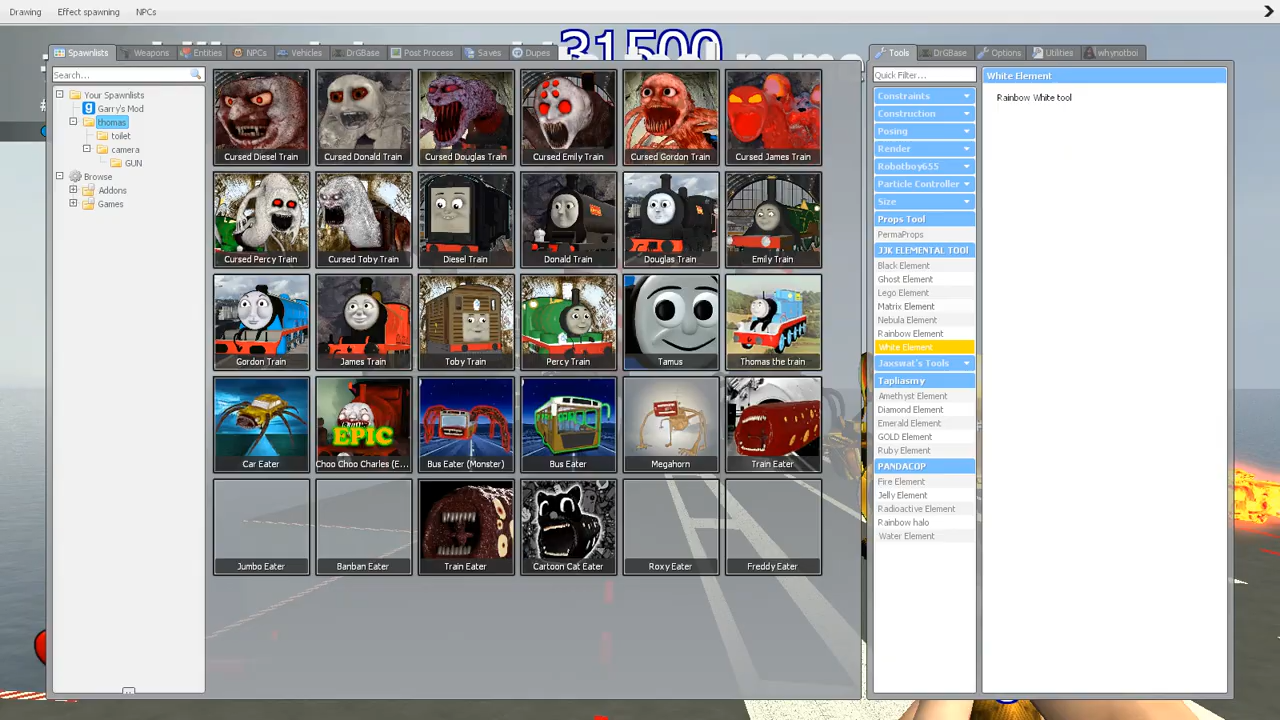 Drawing Effect spawning NPCs
31500
Spawnlists Weapons Entities NPCs Vehicles DrGBase Post Process Saves Dupes
Tools DrGBase Options Utilities whynotboi
Search...
Your Spawnlists
Garry's Mod
thomas
toilet
camera
GUN
Browse
Addons
Games
Cursed Diesel Train Cursed Donald Train Cursed Douglas Train Cursed Emily Train Cursed Gordon Train Cursed James Train
Cursed Percy Train Cursed Toby Train Diesel Train Donald Train Douglas Train Emily Train
Gordon Train James Train Toby Train Percy Train Tamus Thomas the train
EPIC
Car Eater Choo Choo Charles (E... Bus Eater (Monster) Bus Eater Megahorn Train Eater
Jumbo Eater Banban Eater Train Eater Cartoon Cat Eater Roxy Eater Freddy Eater
Quick Filter...
Constraints
Construction
Posing
Render
Robotboy655
Particle Controller
Size
Props Tool
PermaProps
JJK ELEMENTAL TOOl
Black Element
Ghost Element
Lego Element
Matrix Element
Nebula Element
Rainbow Element
White Element
Jaxswat's Tools
Tapliasmy
Amethyst Element
Diamond Element
Emerald Element
GOLD Element
Ruby Element
PANDACOP
Fire Element
Jelly Element
Radioactive Element
Rainbow halo
Water Element
White Element
Rainbow White tool